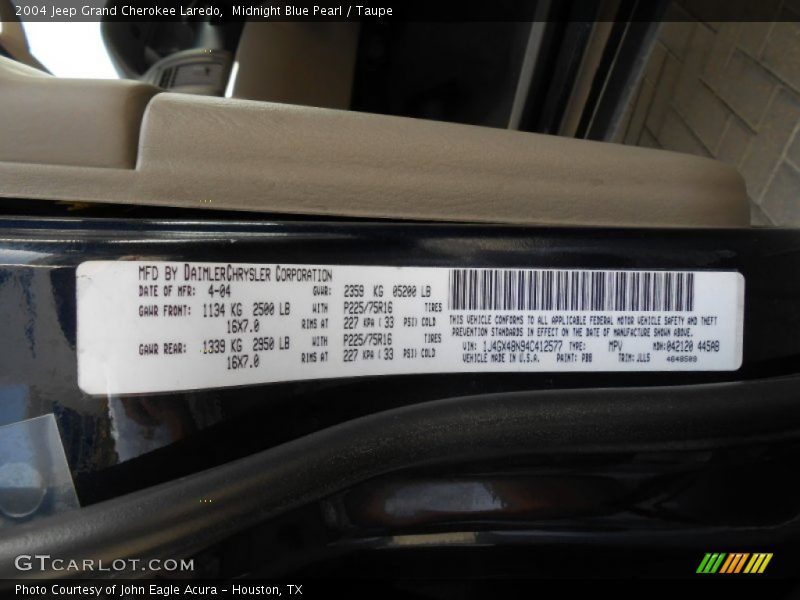 2004 Jeep Grand Cherokee Laredo,  Midnight Blue Pearl / Taupe
MFD BY DAIMLERCHRYSLER CORPORATION
DATE OF MFR: 4-04 GVWR: 2359 KG 05200 LB
GAWR FRONT: 1134 KG 2500 LB WITH P225/75R16 TIRES
16X7.0 RIMS AT 227 KPA ( 33 PSI) COLD
GAWR REAR: 1339 KG 2950 LB WITH P225/75R16 TIRES
16X7.0 RIMS AT 227 KPA ( 33 PSI) COLD
THIS VEHICLE CONFORMS TO ALL APPLICABLE FEDERAL MOTOR VEHICLE SAFETY AND THEFT
PREVENTION STANDARDS IN EFFECT ON THE DATE OF MANUFACTURE SHOWN ABOVE.
VIN: 1J4GX48N94C412577 TYPE: MPV MDH: 042120 445AB
VEHICLE MADE IN U.S.A. PAINT: PBB TRIM: JLL5 4648509
GTCARLOT.COM
Photo Courtesy of John Eagle Acura - Houston, TX